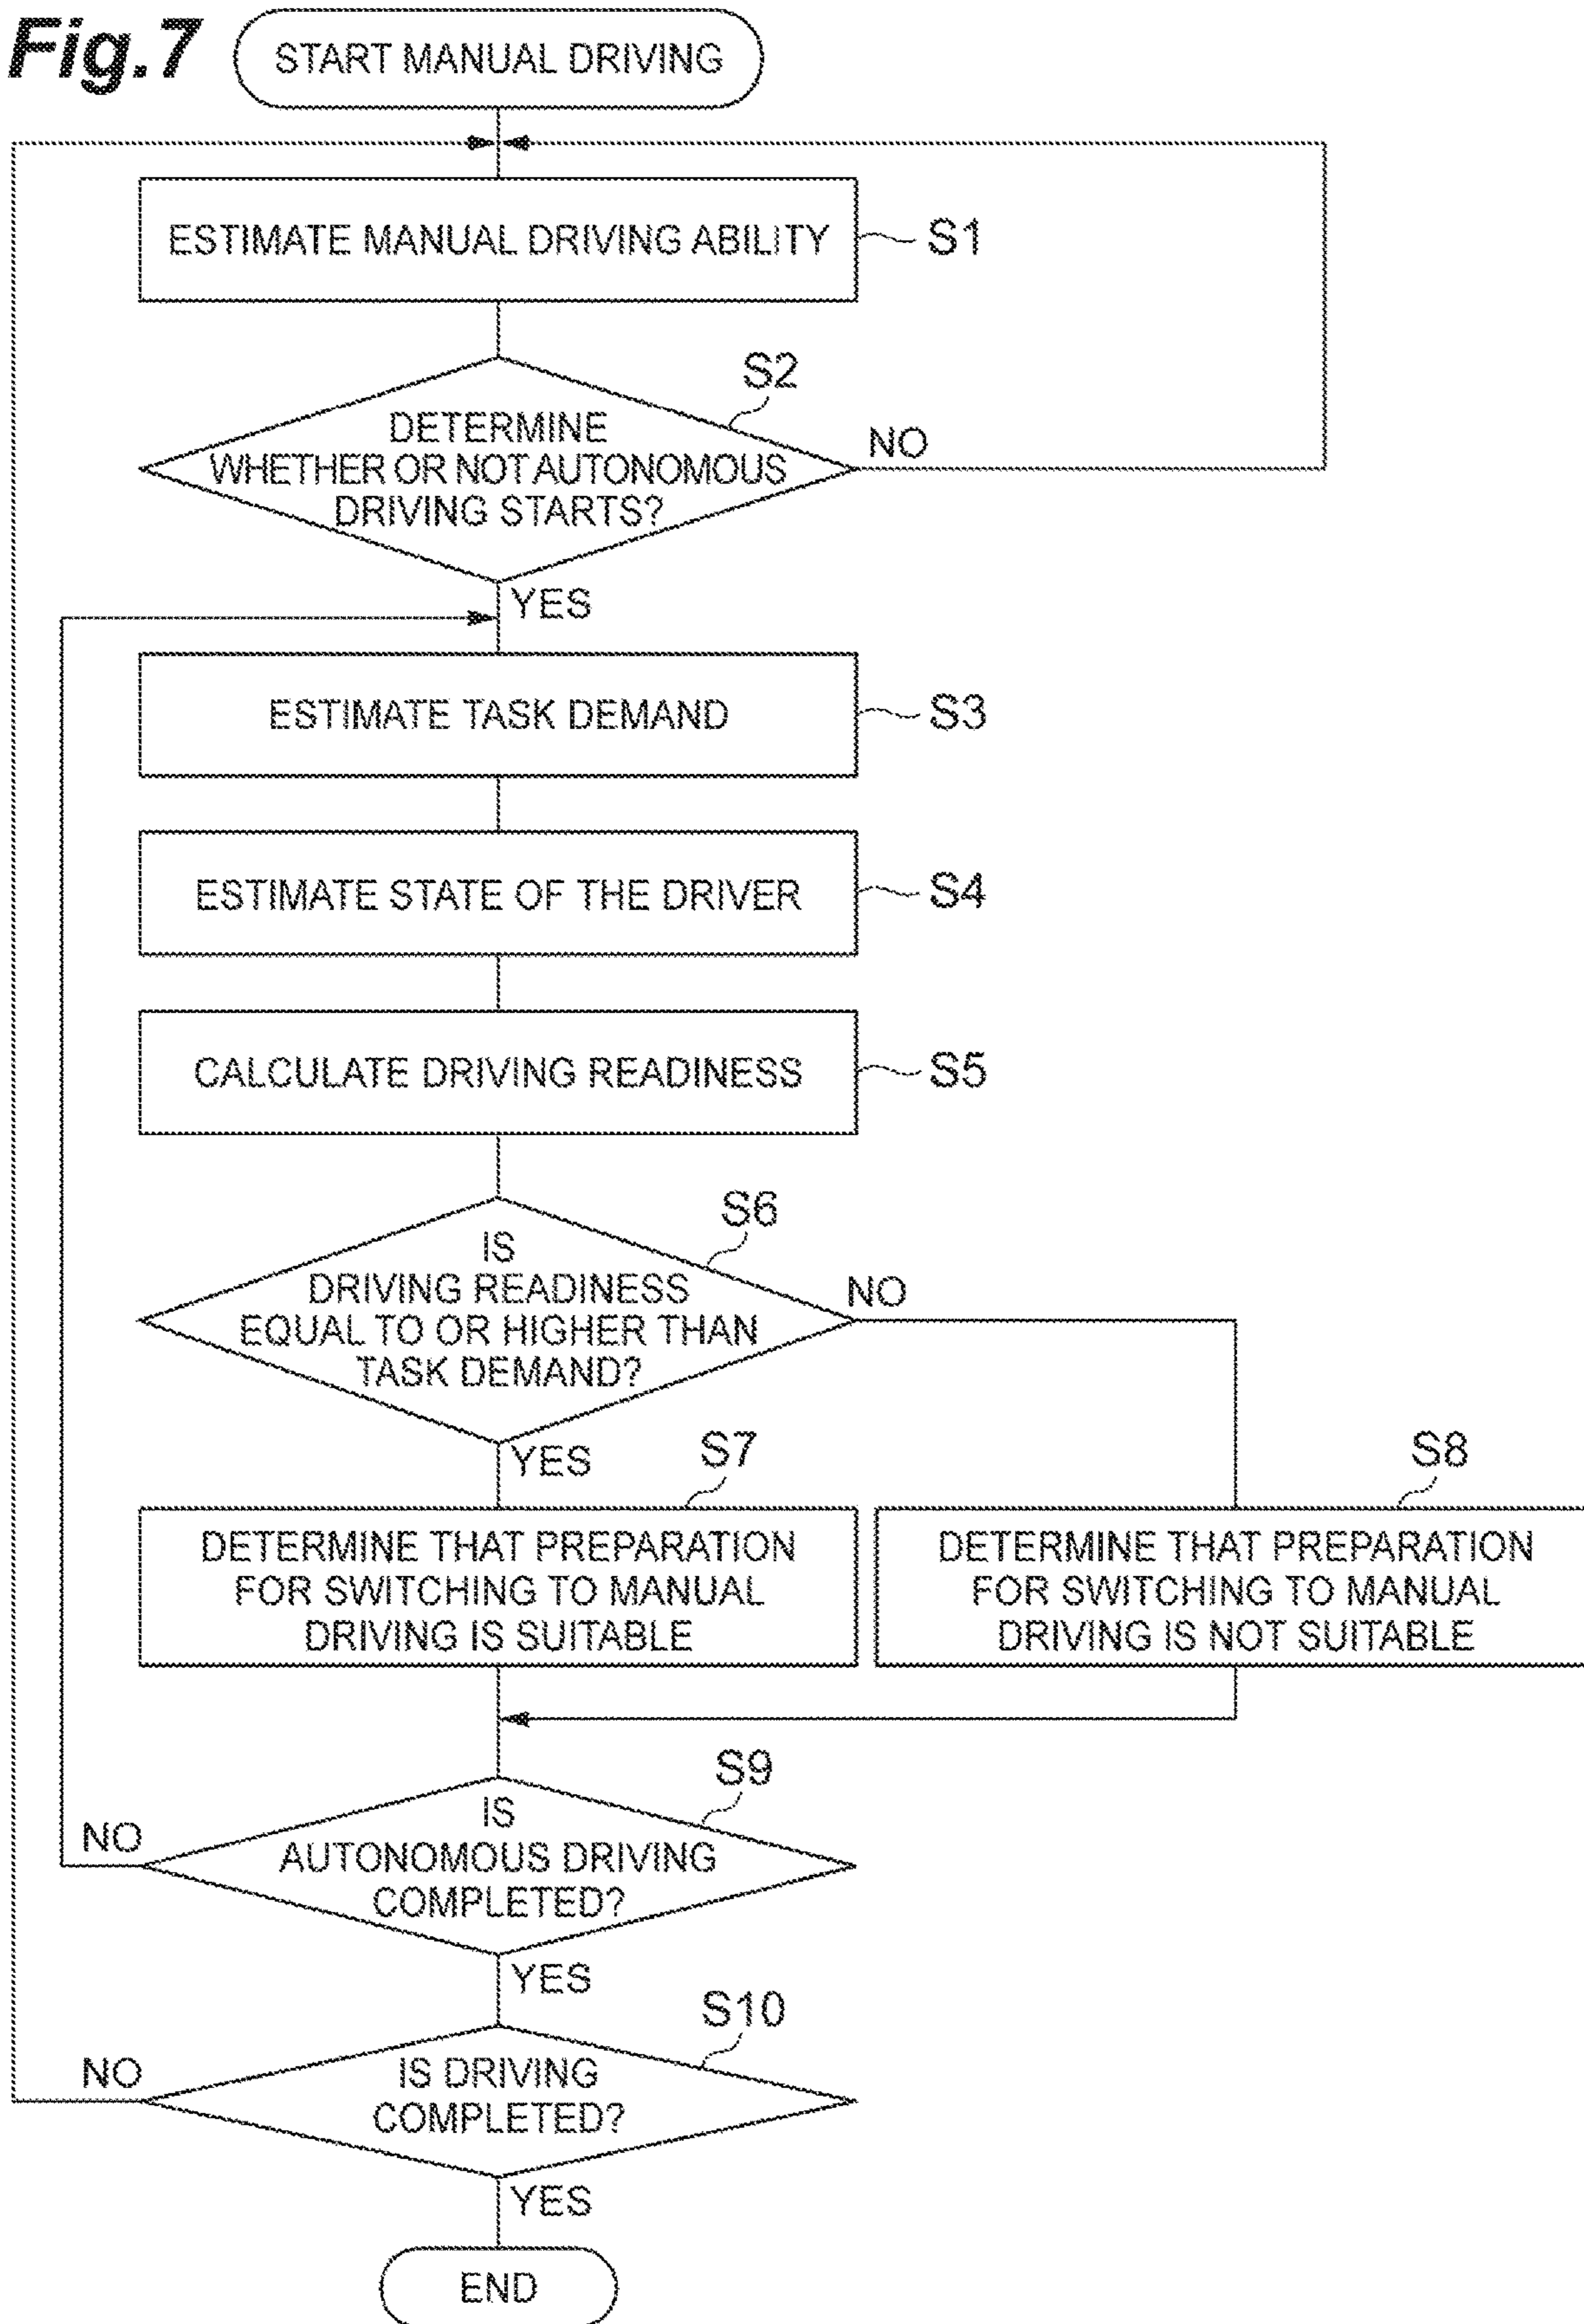 Fig.7
START MANUAL DRIVING
ESTIMATE MANUAL DRIVING ABILITY
S1
S2
DETERMINE
WHETHER OR NOT AUTONOMOUS
DRIVING STARTS?
NO
YES
ESTIMATE TASK DEMAND
S3
ESTIMATE STATE OF THE DRIVER
S4
CALCULATE DRIVING READINESS
S5
S6
IS
DRIVING READINESS
EQUAL TO OR HIGHER THAN
TASK DEMAND?
NO
YES
S7
DETERMINE THAT PREPARATION
FOR SWITCHING TO MANUAL
DRIVING IS SUITABLE
S8
DETERMINE THAT PREPARATION
FOR SWITCHING TO MANUAL
DRIVING IS NOT SUITABLE
S9
IS
AUTONOMOUS DRIVING
COMPLETED?
NO
YES
S10
IS DRIVING
COMPLETED?
NO
YES
END